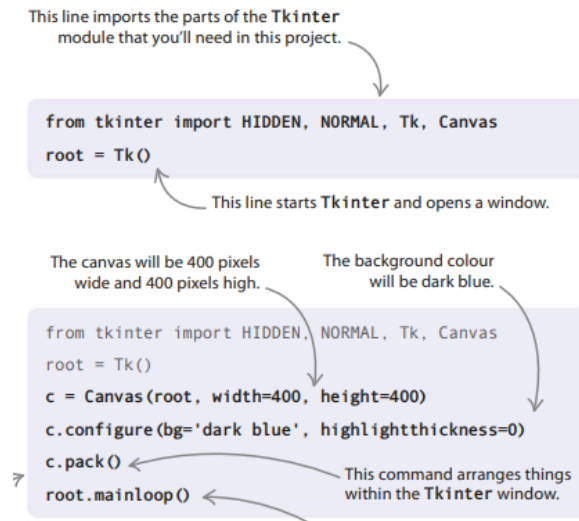 This line imports the parts of the Tkinter
module that you'll need in this project.
from tkinter import HIDDEN, NORMAL, Tk, Canvas
root = Tk()
This line starts Tkinter and opens a window.
The canvas will be 400 pixels
wide and 400 pixels high.
The background colour
will be dark blue.
from tkinter import HIDDEN, NORMAL, Tk, Canvas
root = Tk()
c = Canvas(root, width=400, height=400)
c.configure(bg='dark blue', highlightthickness=0)
c.pack()
This command arranges things
within the Tkinter window.
root.mainloop()